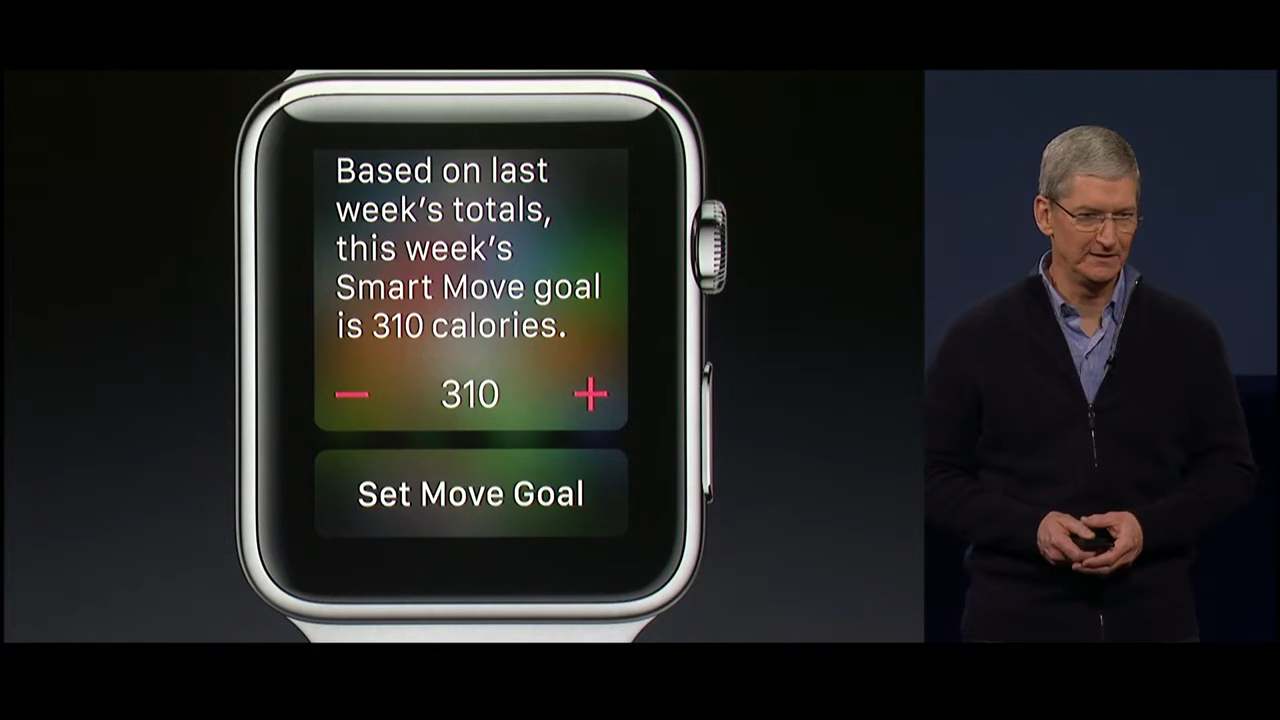 Based on last
week's totals,
this week's
Smart Move goal
is 310 calories.
— 310 +
Set Move Goal